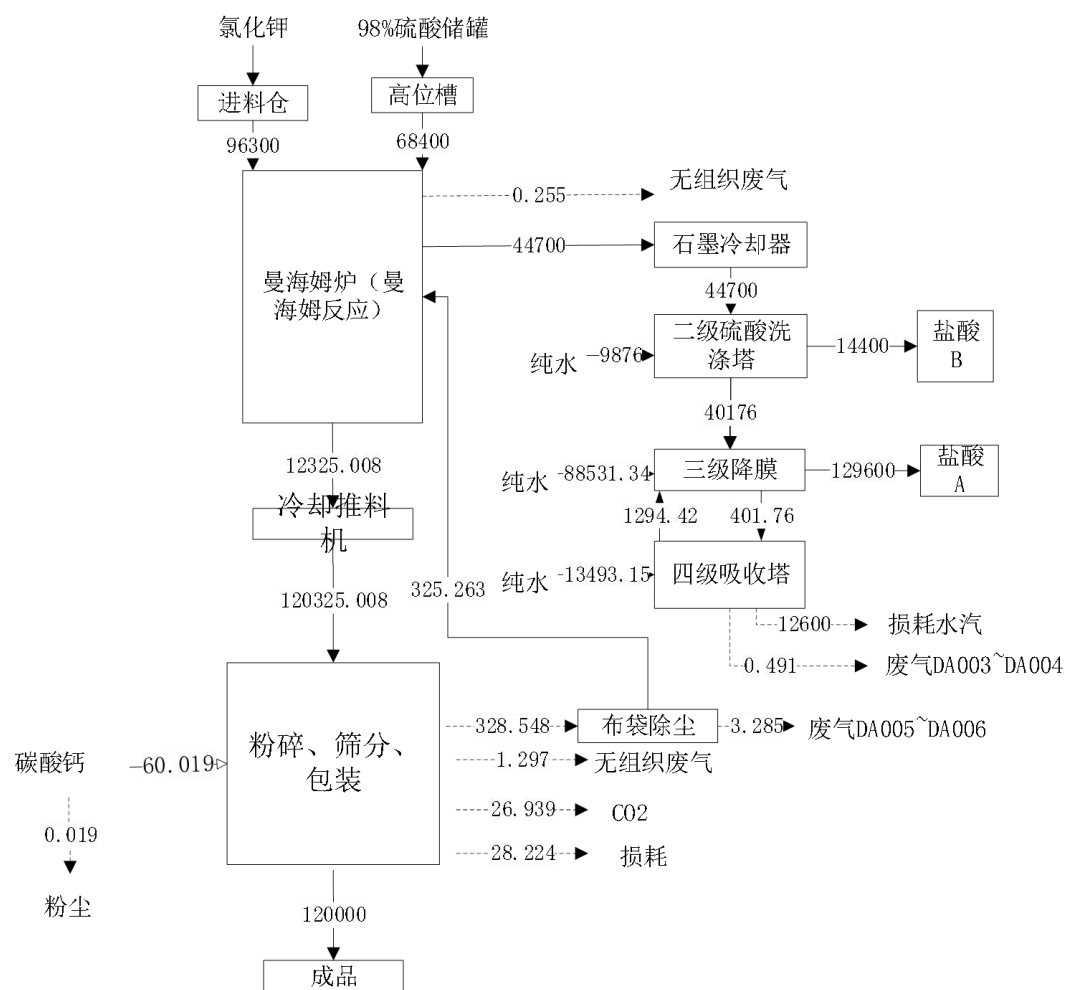 氯化钾
98%硫酸储罐
进料仓
高位槽
96300
68400
0.255
无组织废气
44700
石墨冷却器
曼海姆炉（曼
海姆反应）
44700
纯水
9876
二级硫酸洗
涤塔
14400
盐酸
B
40176
12325.008
纯水
88531.34
三级降膜
129600
盐酸
A
冷却推料
机
1294.42
401.76
325.263
纯水
13493.15
四级吸收塔
120325.008
12600
损耗水汽
0.491
废气DA003~DA004
328.548
布袋除尘
3.285
废气DA005~DA006
粉碎、筛分、
包装
碳酸钙
60.019
1.297
无组织废气
26.939
CO2
0.019
28.224
损耗
粉尘
120000
成品